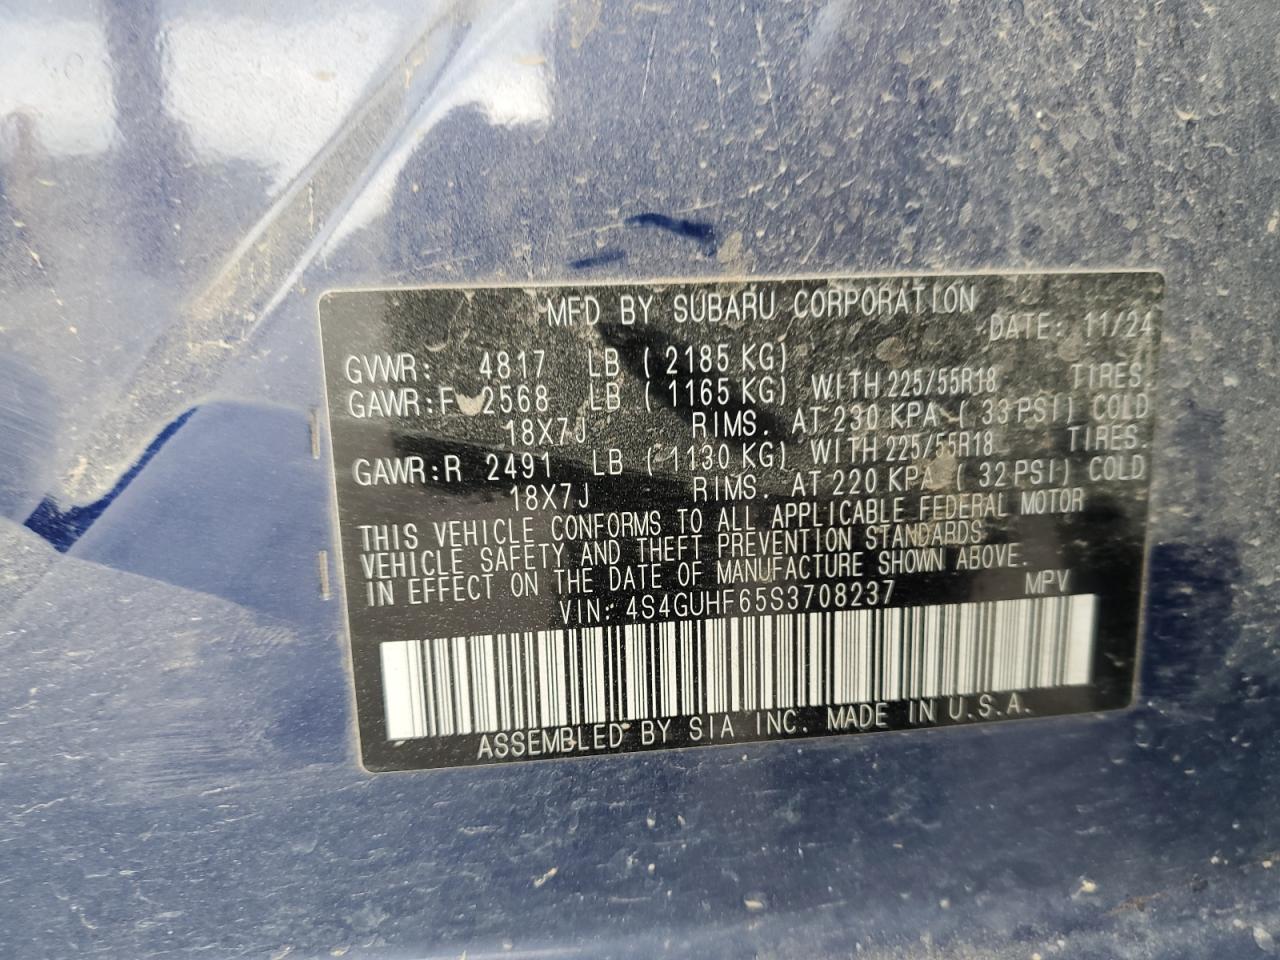 MFD BY SUBARU CORPORATION
DATE: 11/24
GVWR: 4817 LB ( 2185 KG)
GAWR:F 2568 LB ( 1165 KG) WITH 225/55R18 TIRES.
18X7J RIMS. AT 230 KPA ( 33 PSI) COLD
GAWR:R 2491 LB ( 1130 KG) WITH 225/55R18 TIRES.
18X7J RIMS. AT 220 KPA ( 32 PSI) COLD
THIS VEHICLE CONFORMS TO ALL APPLICABLE FEDERAL MOTOR
VEHICLE SAFETY AND THEFT PREVENTION STANDARDS
IN EFFECT ON THE DATE OF MANUFACTURE SHOWN ABOVE.
VIN: 4S4GUHF65S3708237 MPV
ASSEMBLED BY SIA INC. MADE IN U.S.A.